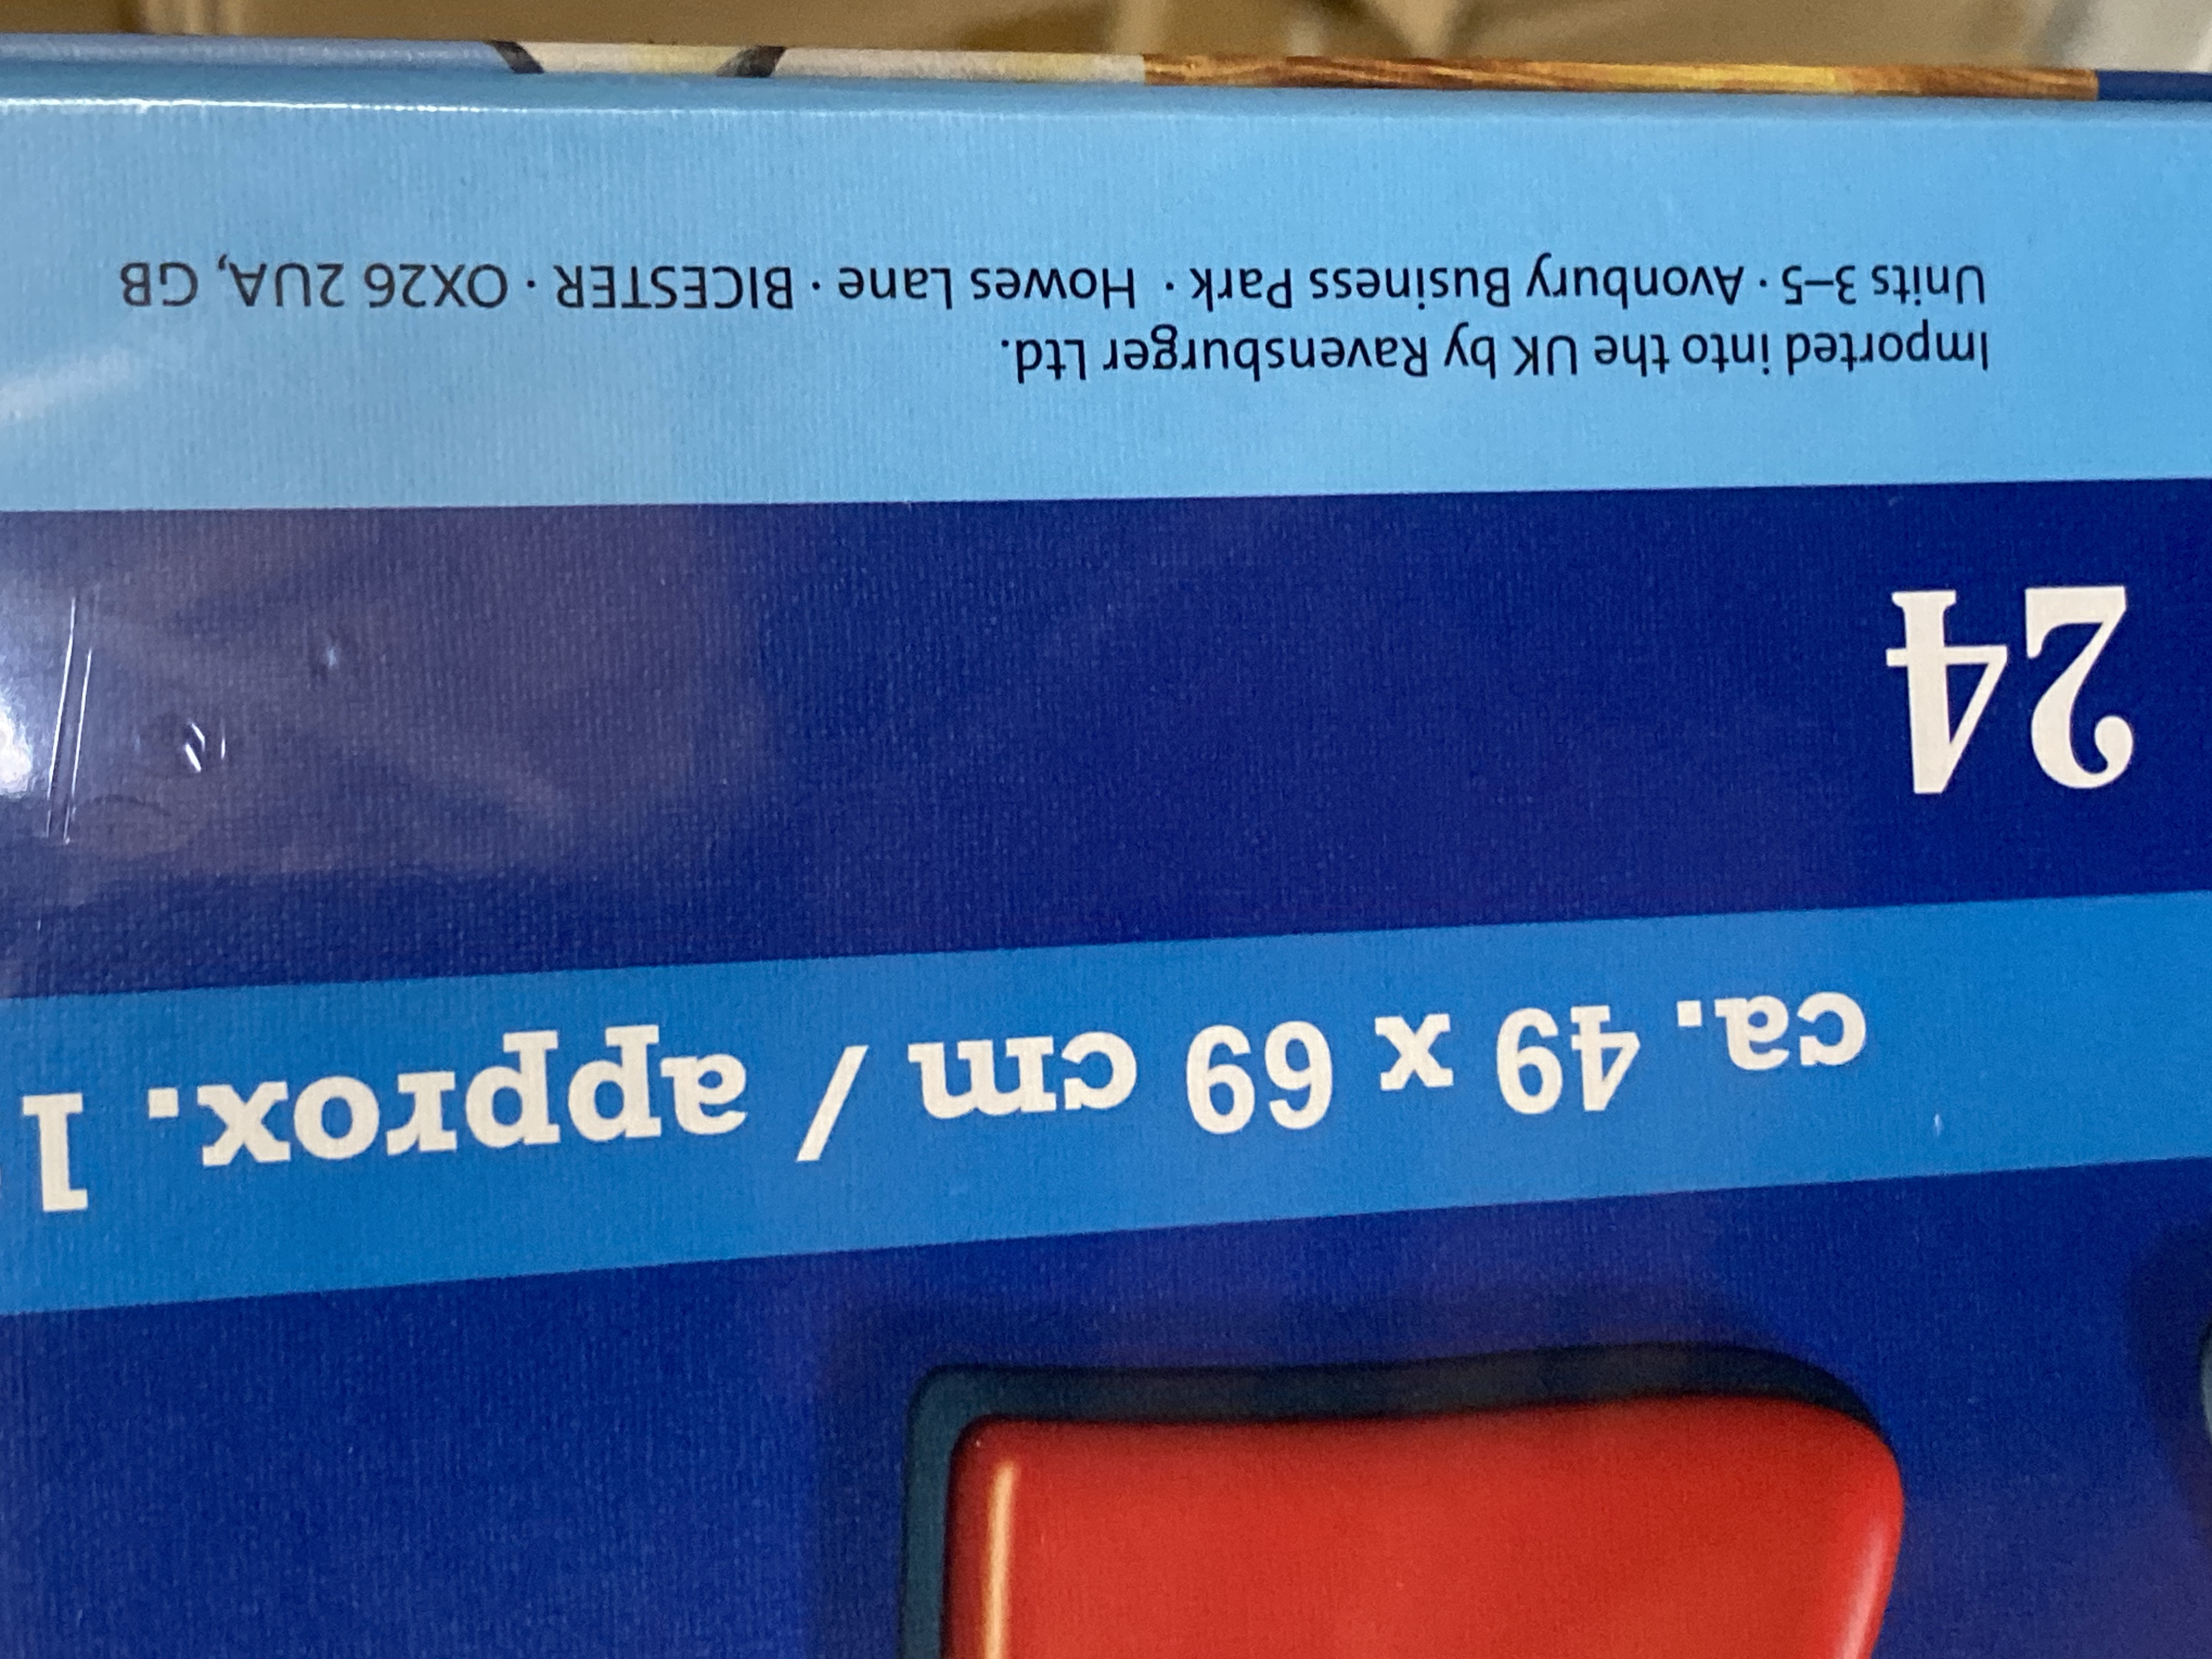 ca. 49 x 69 cm / approx. 1
24
Imported into the UK by Ravensburger Ltd.
Units 3–5 · Avonbury Business Park · Howes Lane · BICESTER · OX26 2UA, GB